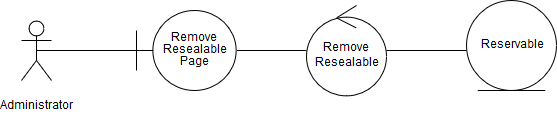 Remove
Resealable
Page
Remove
Resealable
Reservable
Administrator